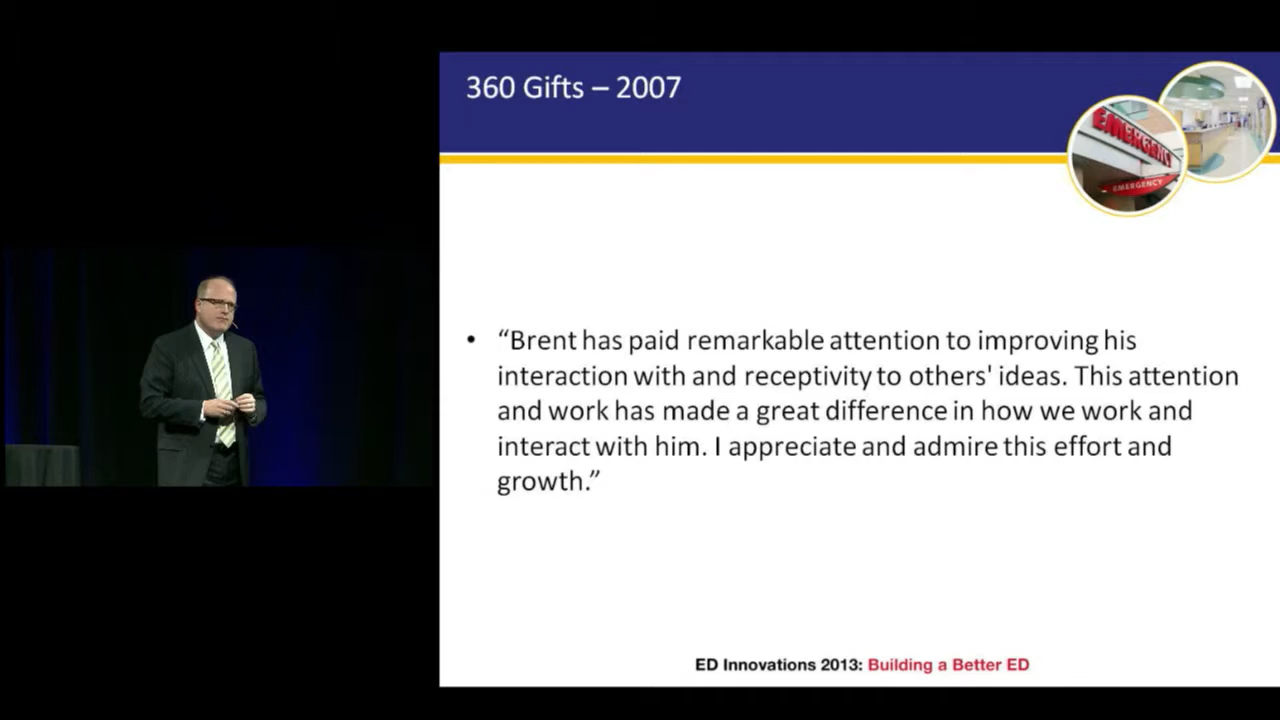 360 Gifts – 2007
EMERGENCY
EMERGENCY
• “Brent has paid remarkable attention to improving his
interaction with and receptivity to others' ideas. This attention
and work has made a great difference in how we work and
interact with him. I appreciate and admire this effort and
growth.”
ED Innovations 2013: Building a Better ED